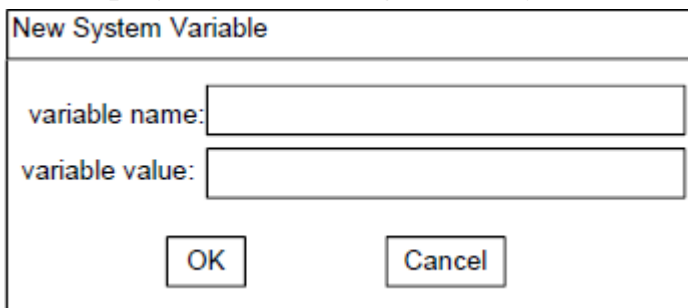 New System Variable
variable name:
variable value:
OK Cancel